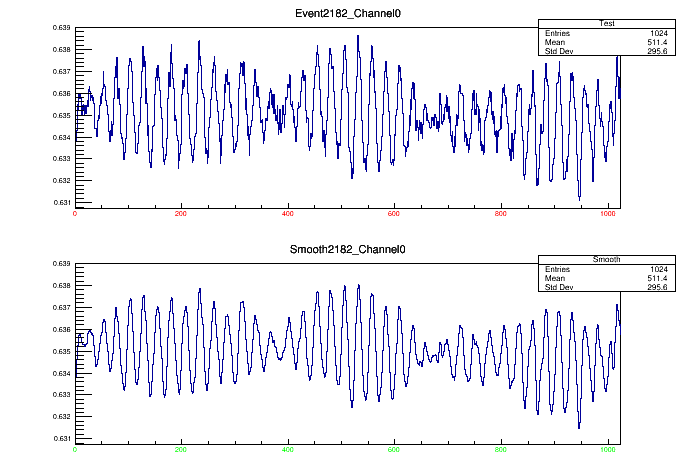 Event2182_Channel0
Test
Entries 1024
Mean 511.4
Std Dev 295.6
0.639
0.638
0.637
0.636
0.635
0.634
0.633
0.632
0.631
0 200 400 600 800 1000
Smooth2182_Channel0
Smooth
Entries 1024
Mean 511.4
Std Dev 295.6
0.639
0.638
0.637
0.636
0.635
0.634
0.633
0.632
0.631
0 200 400 600 800 1000